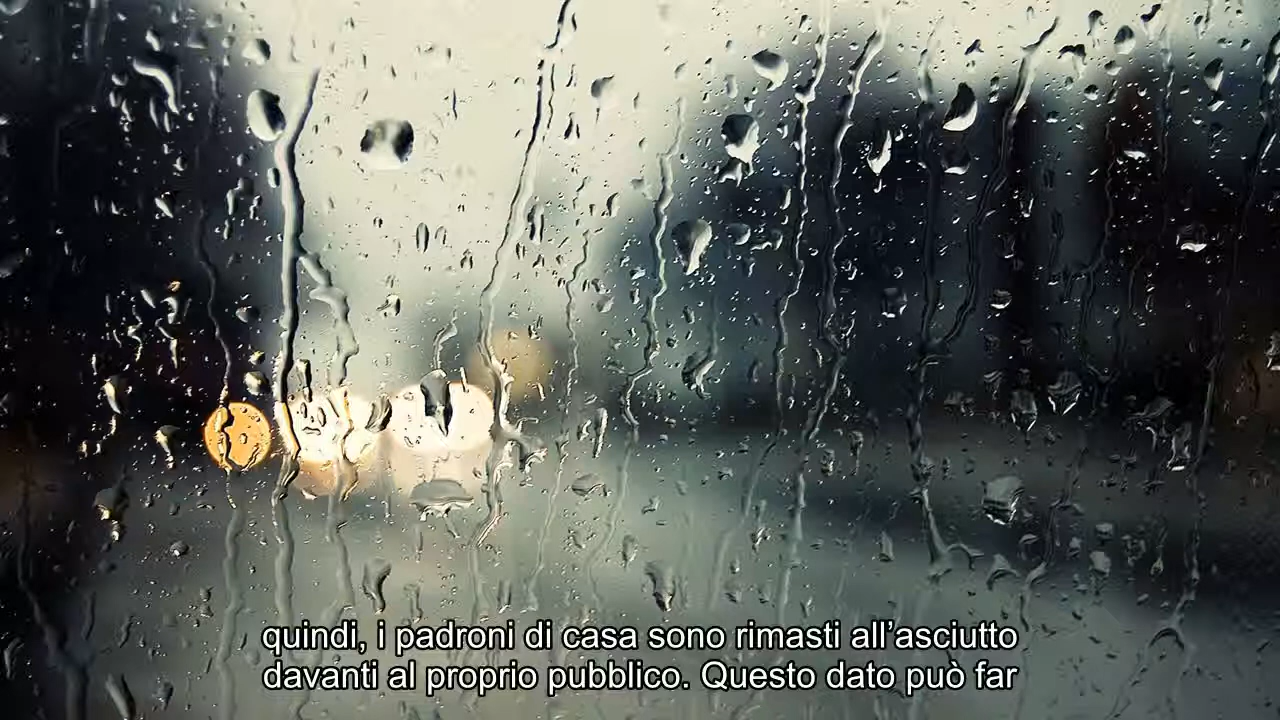 quindi, i padroni di casa sono rimasti all’asciutto
davanti al proprio pubblico. Questo dato può far